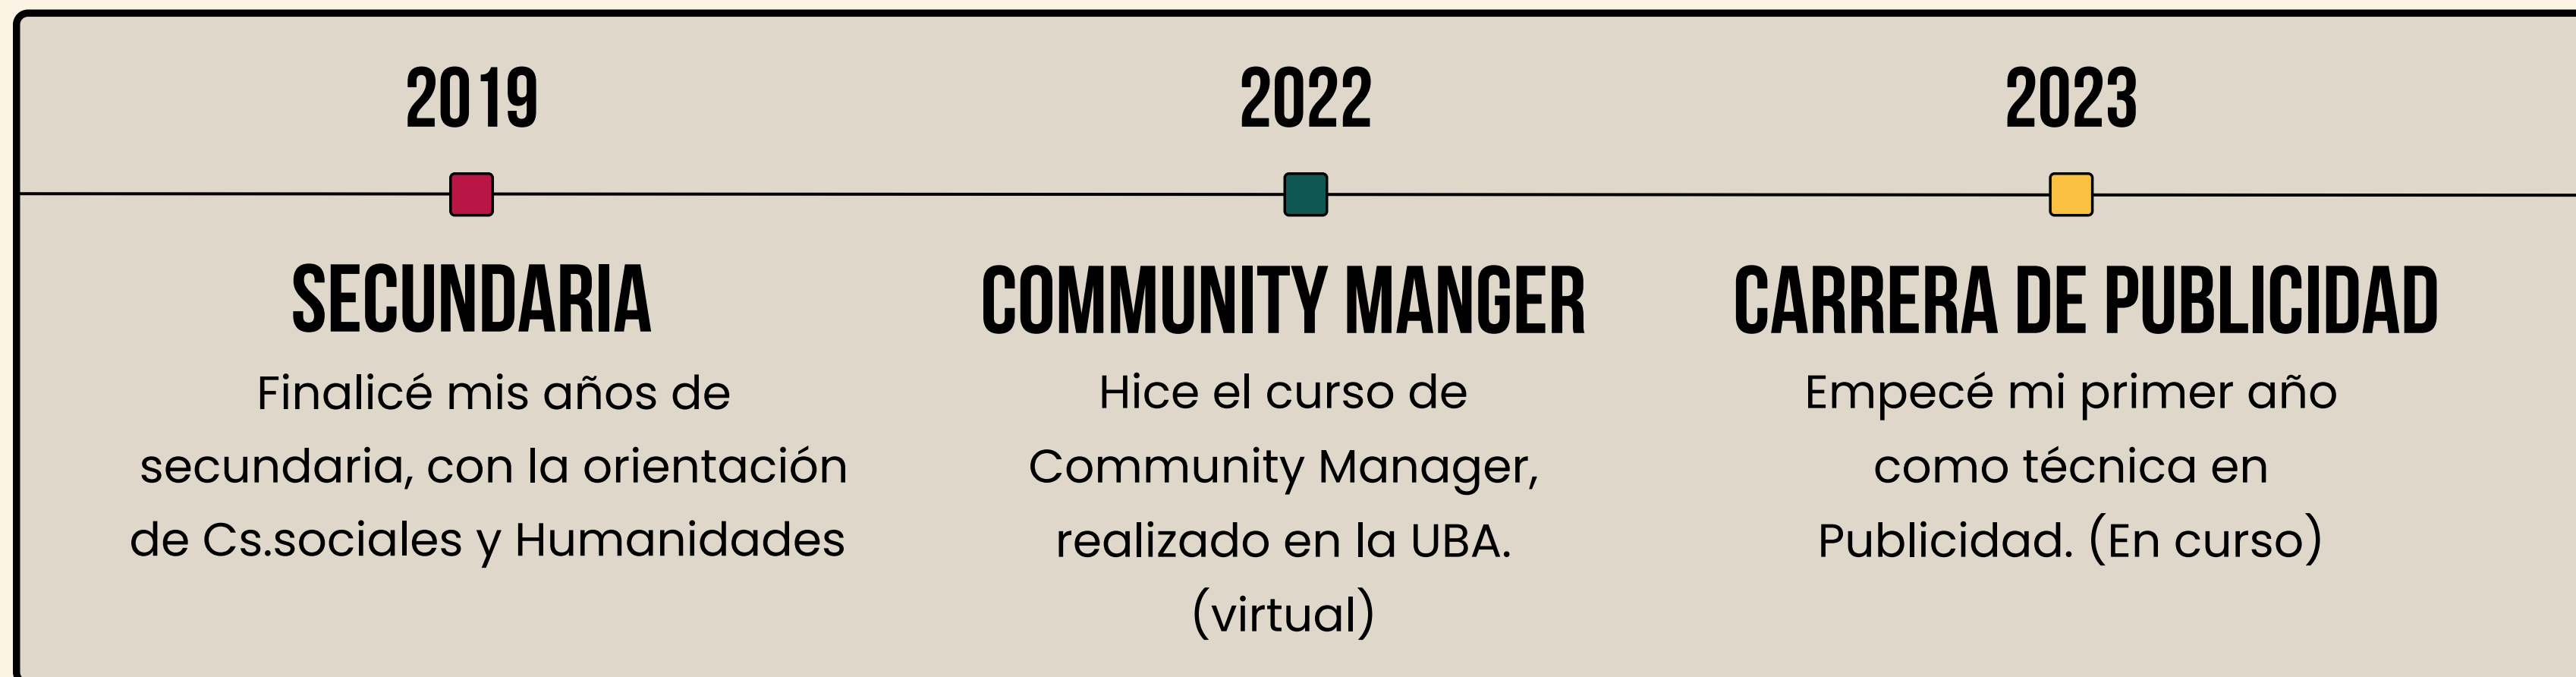 2019
SECUNDARIA
Finalicé mis años de
secundaria, con la orientación
de Cs.sociales y Humanidades
2022
COMMUNITY MANGER
Hice el curso de
Community Manager,
realizado en la UBA.
(virtual)
2023
CARRERA DE PUBLICIDAD
Empecé mi primer año
como técnica en
Publicidad. (En curso)